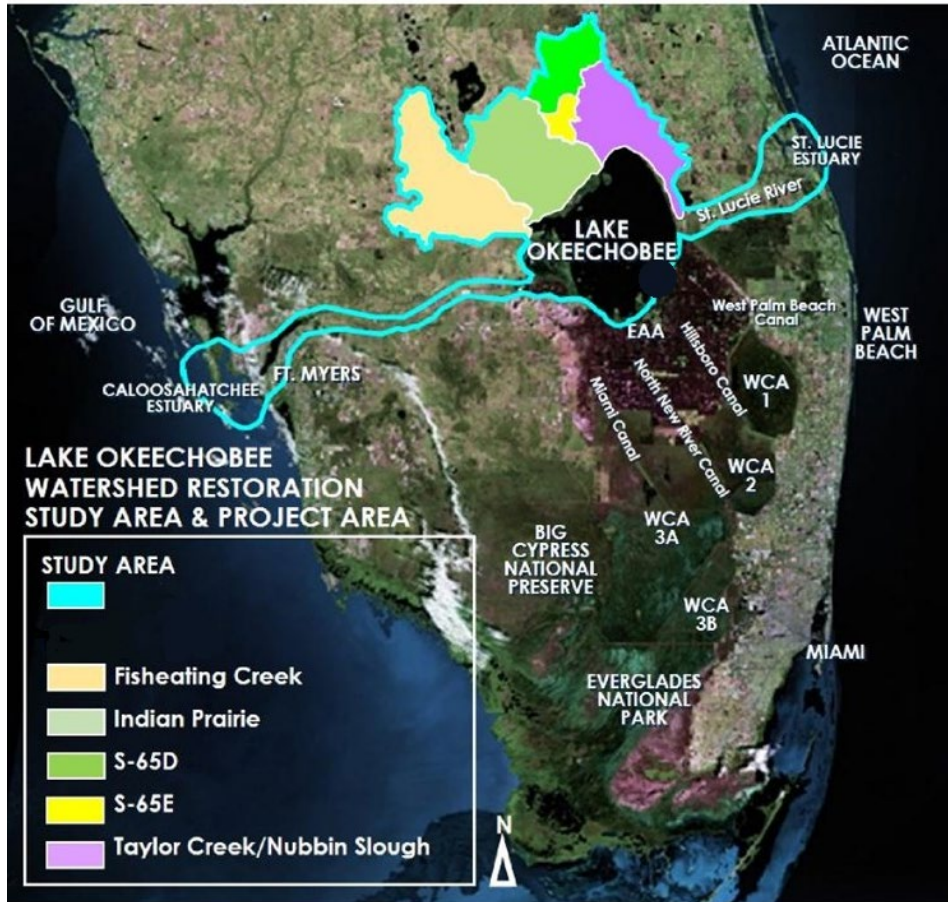 ATLANTIC
OCEAN
ST. LUCIE
ESTUARY
St. Lucie River
LAKE
OKEECHOBEE
GULF
OF MEXICO
West Palm Beach
Canal
WEST
PALM
BEACH
EAA
Hillsboro Canal
North New River Canal
Miami Canal
WCA
1
CALOOSAHATCHEE
ESTUARY
FT. MYERS
WCA
2
LAKE OKEECHOBEE
WATERSHED RESTORATION
STUDY AREA & PROJECT AREA
WCA
3A
BIG
CYPRESS
NATIONAL
PRESERVE
WCA
3B
MIAMI
EVERGLADES
NATIONAL
PARK
STUDY AREA
Fisheating Creek
Indian Prairie
S-65D
S-65E
Taylor Creek/Nubbin Slough
N